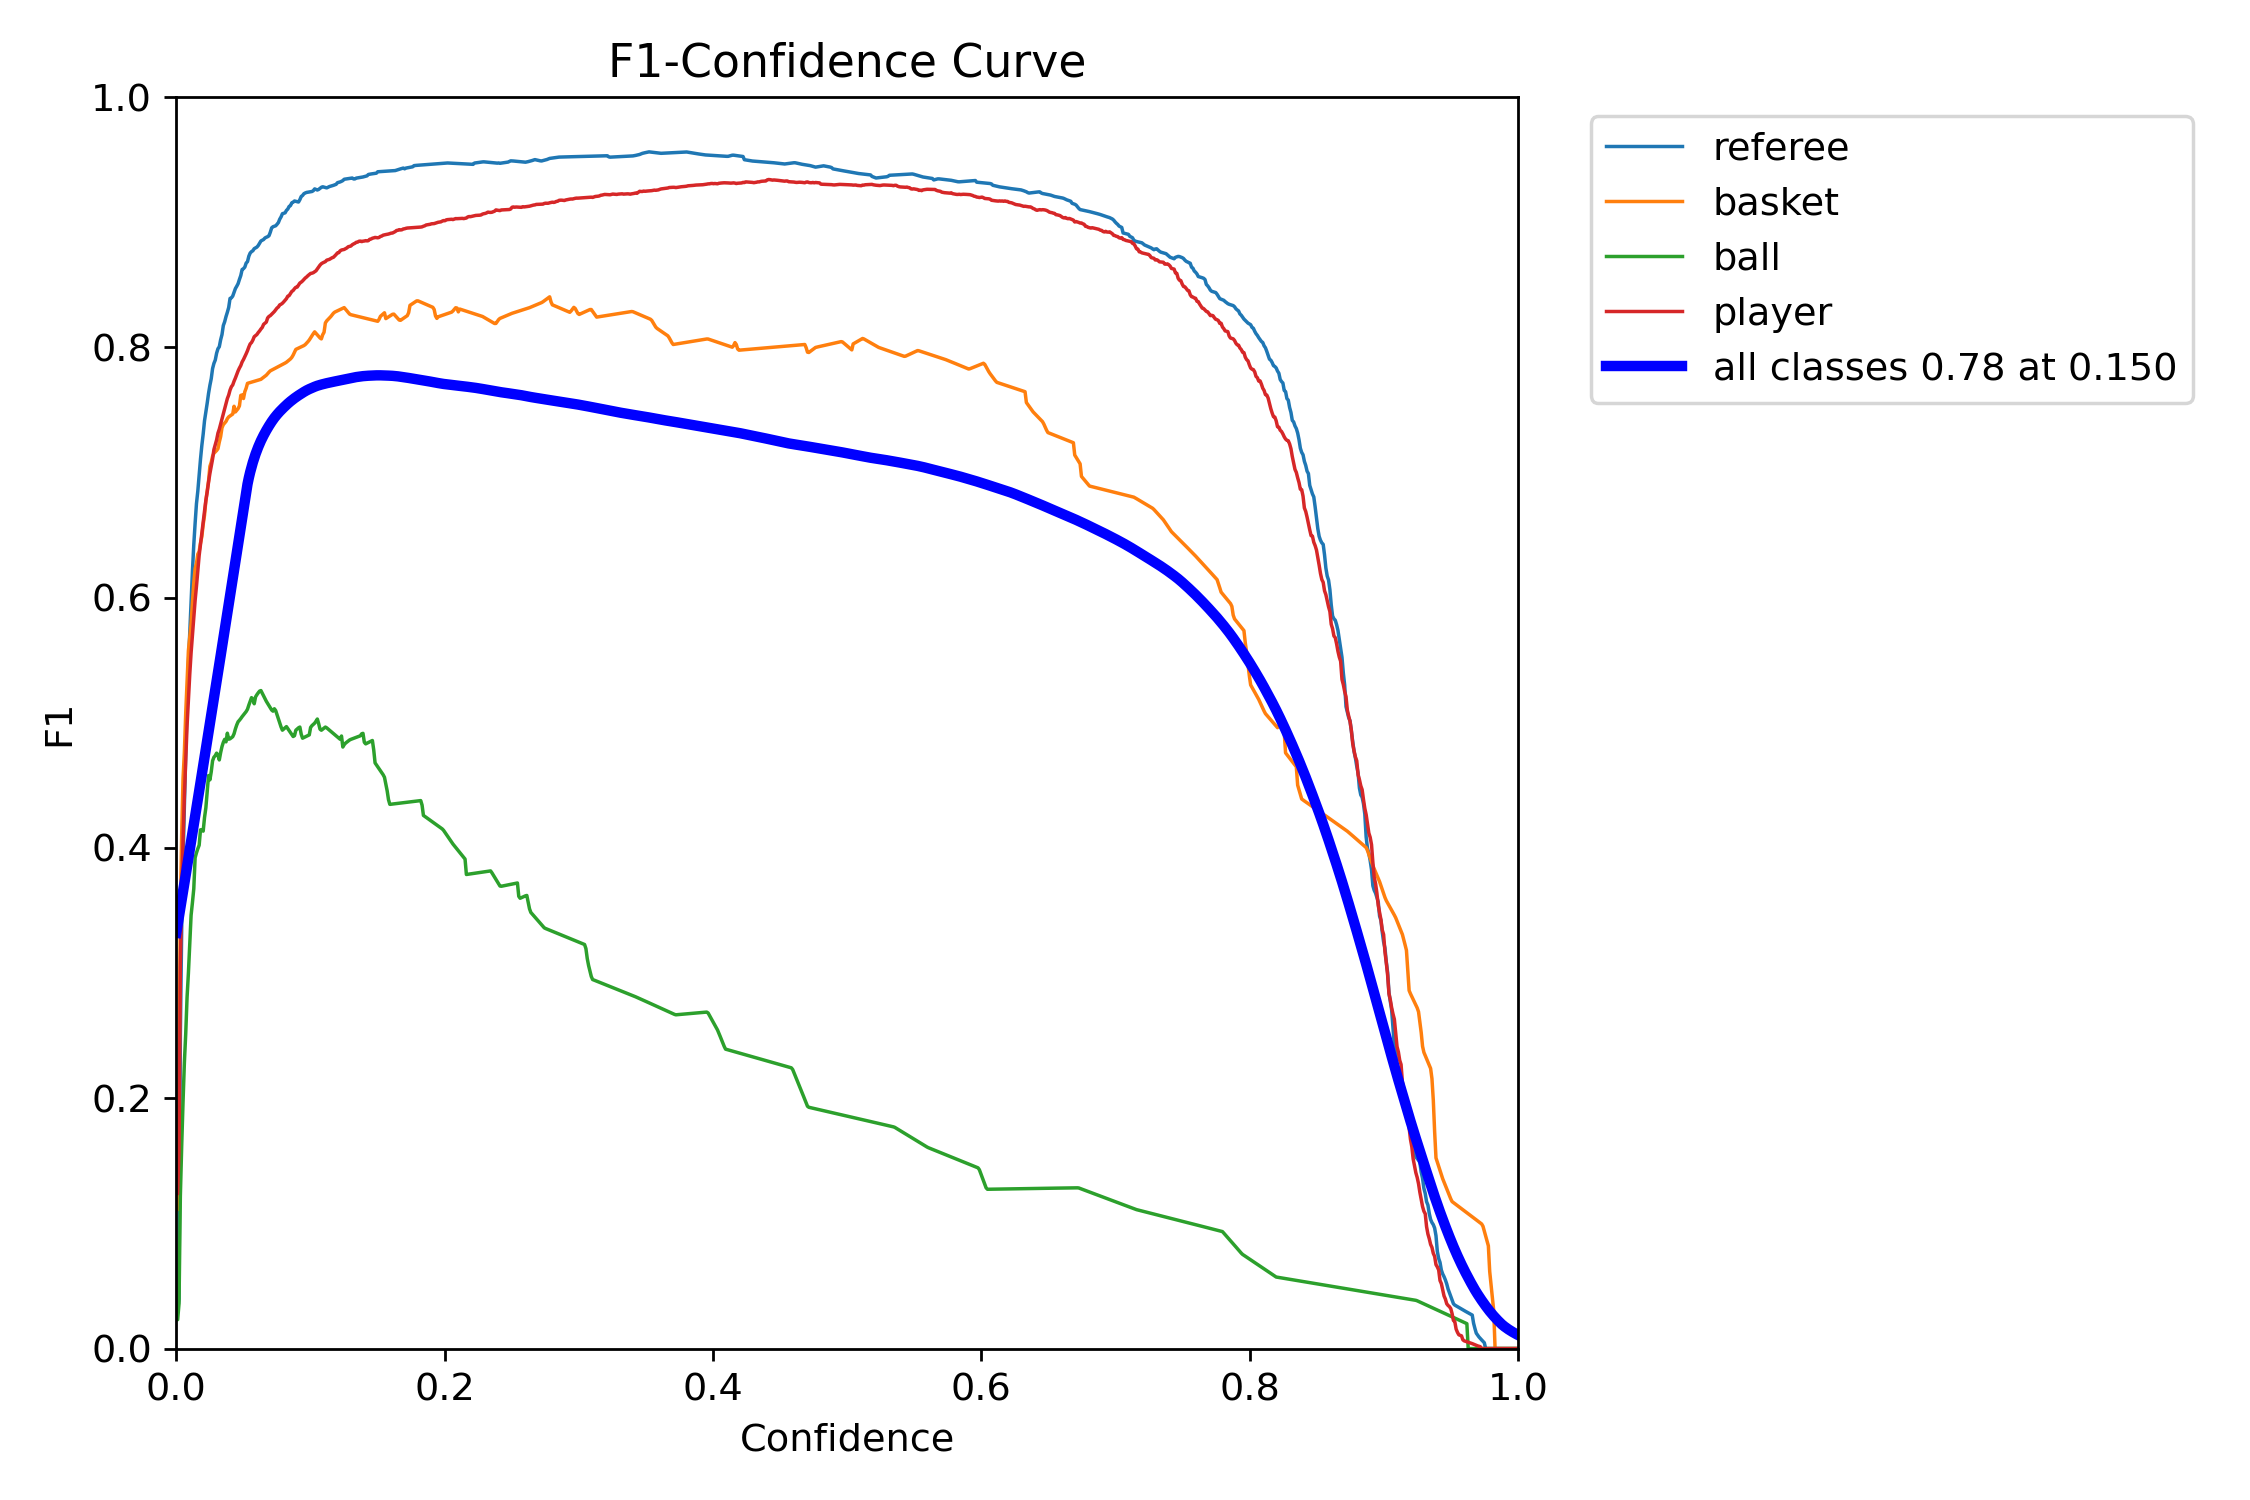 F1-Confidence Curve
1.0
0.8
0.6
0.4
0.2
0.0
F1
0.0 0.2 0.4 0.6 0.8 1.0
Confidence
referee
basket
ball
player
all classes 0.78 at 0.150